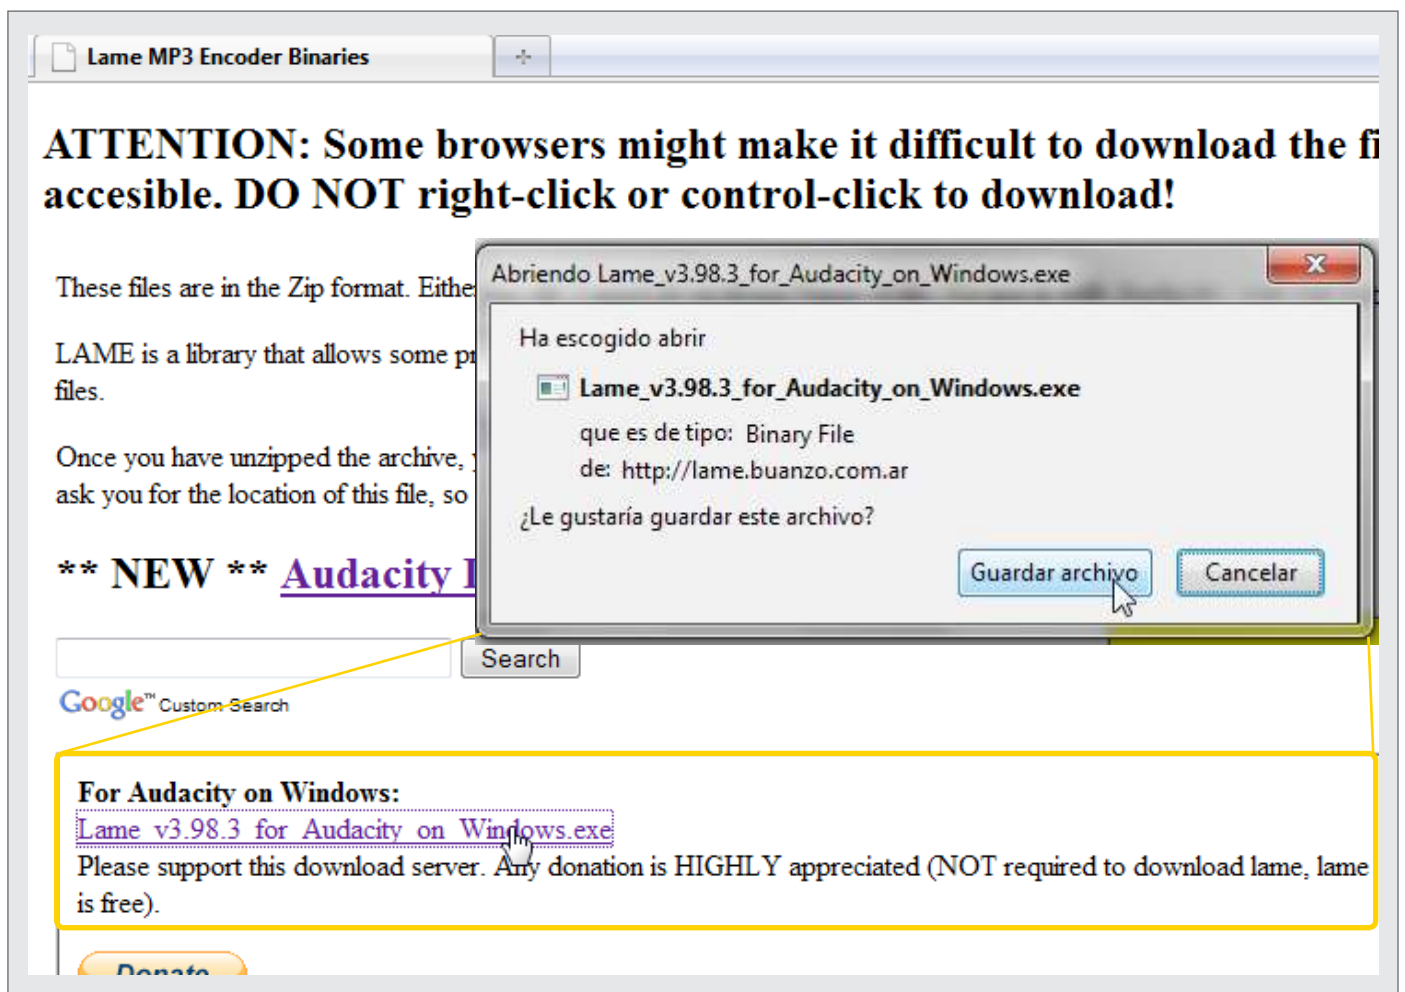 Lame MP3 Encoder Binaries
ATTENTION: Some browsers might make it difficult to download the
accesible. DO NOT right-click or control-click to download!
These files are in the Zip format.
LAME is a library that allows some
files.
Once you have unzipped the archive,
ask you for the location of this file, so
** NEW ** Audacity
Abriendo Lame_v3.98.3_for_Audacity_on_Windows.exe
Ha escogido abrir
Lame_v3.98.3_for_Audacity_on_Windows.exe
que es de tipo: Binary File
de: http://lame.buanzo.com.ar
¿Le gustaría guardar este archivo?
Guardar archivo Cancelar
Search
Google™ Custom Search
For Audacity on Windows:
Lame_v3.98.3_for_Audacity_on_Windows.exe
Please support this download server. Any donation is HIGHLY appreciated (NOT required to download lame, lame
is free).
Donate